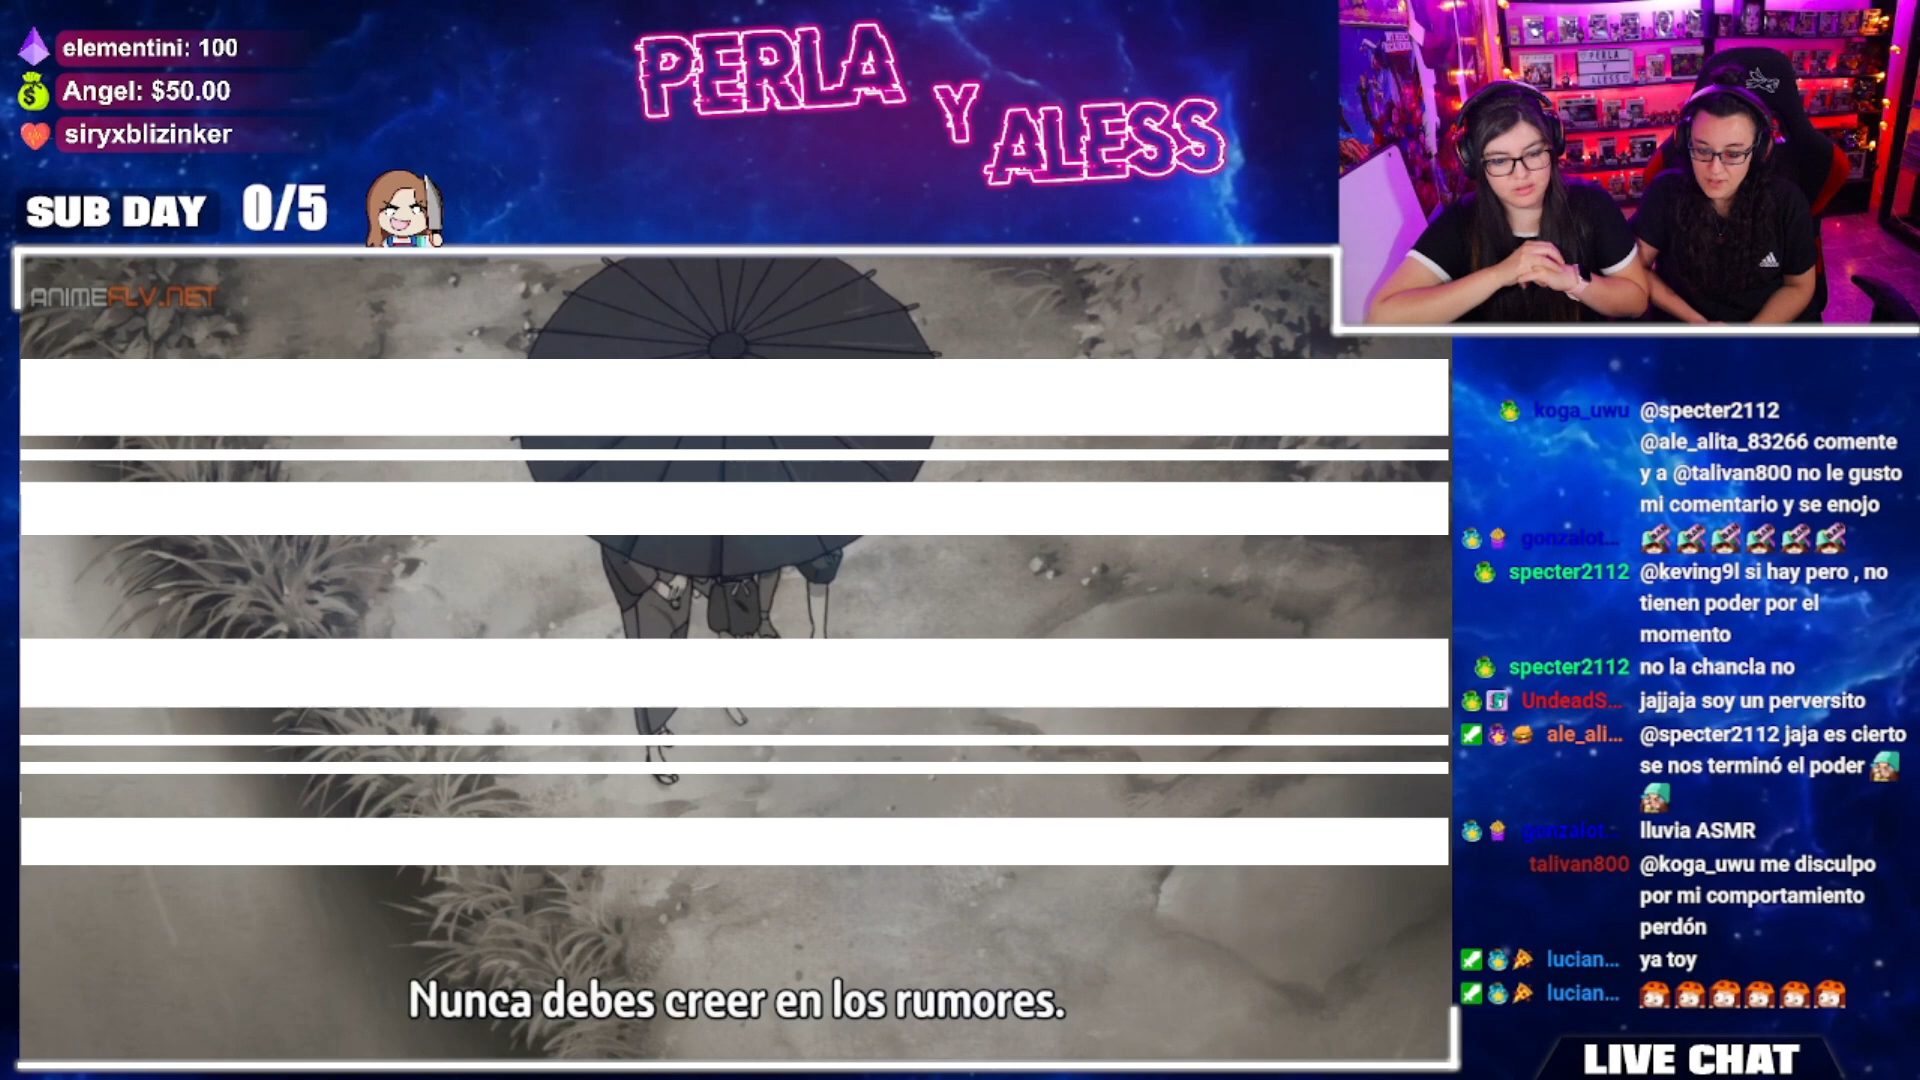 elementini: 100
Angel: $50.00
siryxblizinker
SUB DAY 0/5
PERLA
Y
ALESS
PERLA
Y
ALESS
ANIMEFLV.NET
koga_uwu @specter2112
@ale_alita_83266 comente
y a @talivan800 no le gusto
mi comentario y se enojo
gonzalot...
specter2112 @keving9l si hay pero , no
tienen poder por el
momento
specter2112 no la chancla no
UndeadS... jajjaja soy un perversito
ale_ali... @specter2112 jaja es cierto
se nos terminó el poder
gonzalot... lluvia ASMR
talivan800 @koga_uwu me disculpo
por mi comportamiento
perdón
lucian... ya toy
lucian...
Nunca debes creer en los rumores.
LIVE CHAT